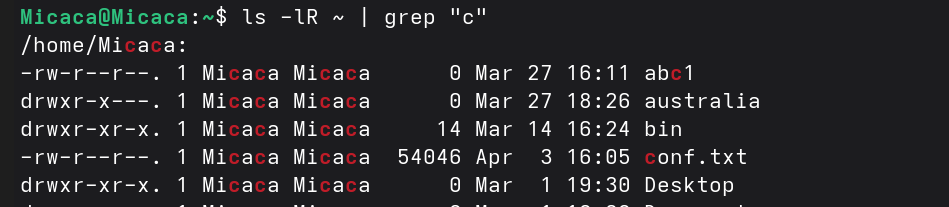 Micaca@Micaca:~$ ls -lR ~ | grep "c"
/home/Micaca:
-rw-r--r--. 1 Micaca Micaca     0 Mar 27 16:11 abc1
drwxr-x---. 1 Micaca Micaca     0 Mar 27 18:26 australia
drwxr-xr-x. 1 Micaca Micaca    14 Mar 14 16:24 bin
-rw-r--r--. 1 Micaca Micaca 54046 Apr  3 16:05 conf.txt
drwxr-xr-x. 1 Micaca Micaca     0 Mar  1 19:30 Desktop